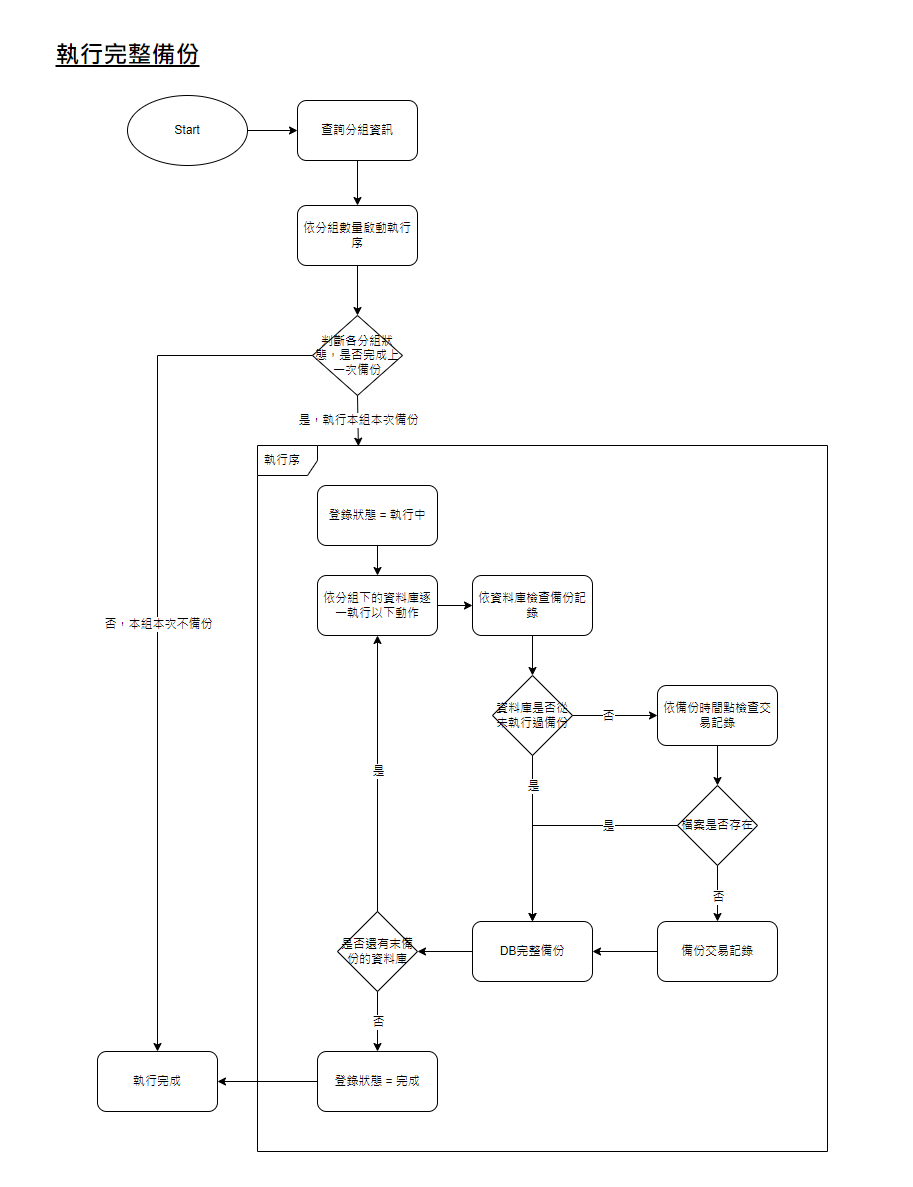 執行完整備份
Start
查詢分組資訊
依分組數量啟動執行
序
判斷各分組狀
態，是否完成上
一次備份
是，執行本組本次備份
執行序
登錄狀態 = 執行中
依分組下的資料庫逐
一執行以下動作
依資料庫檢查備份記
錄
否，本組本次不備份
資料庫是否從
未執行過備份
否
依備份時間點檢查交
易記錄
是
是
檔案是否存在
是
否
是否還有未備
份的資料庫
DB完整備份
備份交易記錄
否
執行完成
登錄狀態 = 完成